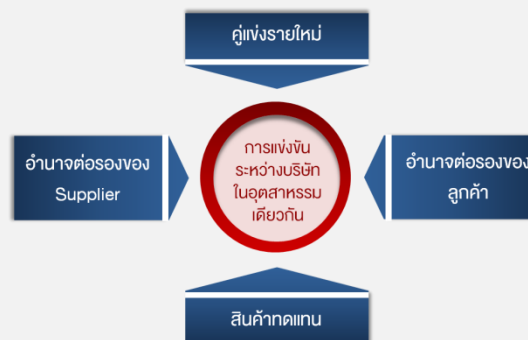 คู่แข่งรายใหม่
อำนาจต่อรองของ
Supplier
การแข่งขัน
ระหว่างบริษัท
ในอุตสาหรรม
เดียวกัน
อำนาจต่อรองของ
ลูกค้า
สินค้าทดแทน